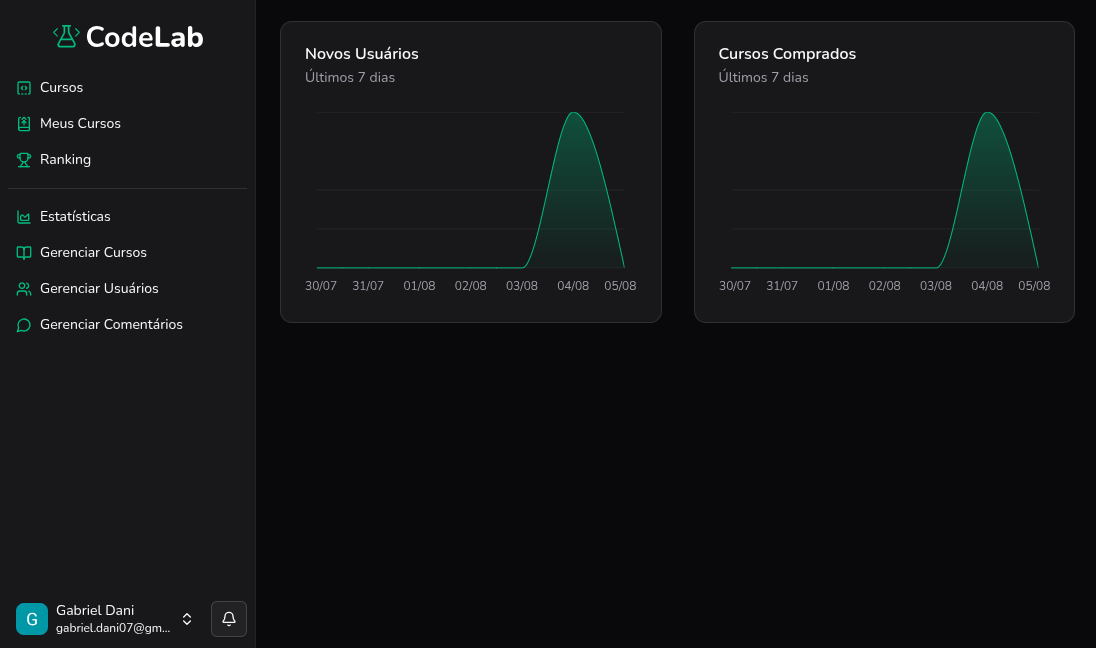 CodeLab
Cursos
Meus Cursos
Ranking
Estatísticas
Gerenciar Cursos
Gerenciar Usuários
Gerenciar Comentários
G
Gabriel Dani
gabriel.dani07@gm...
Novos Usuários
Últimos 7 dias
30/07 31/07 01/08 02/08 03/08 04/08 05/08
Cursos Comprados
Últimos 7 dias
30/07 31/07 01/08 02/08 03/08 04/08 05/08